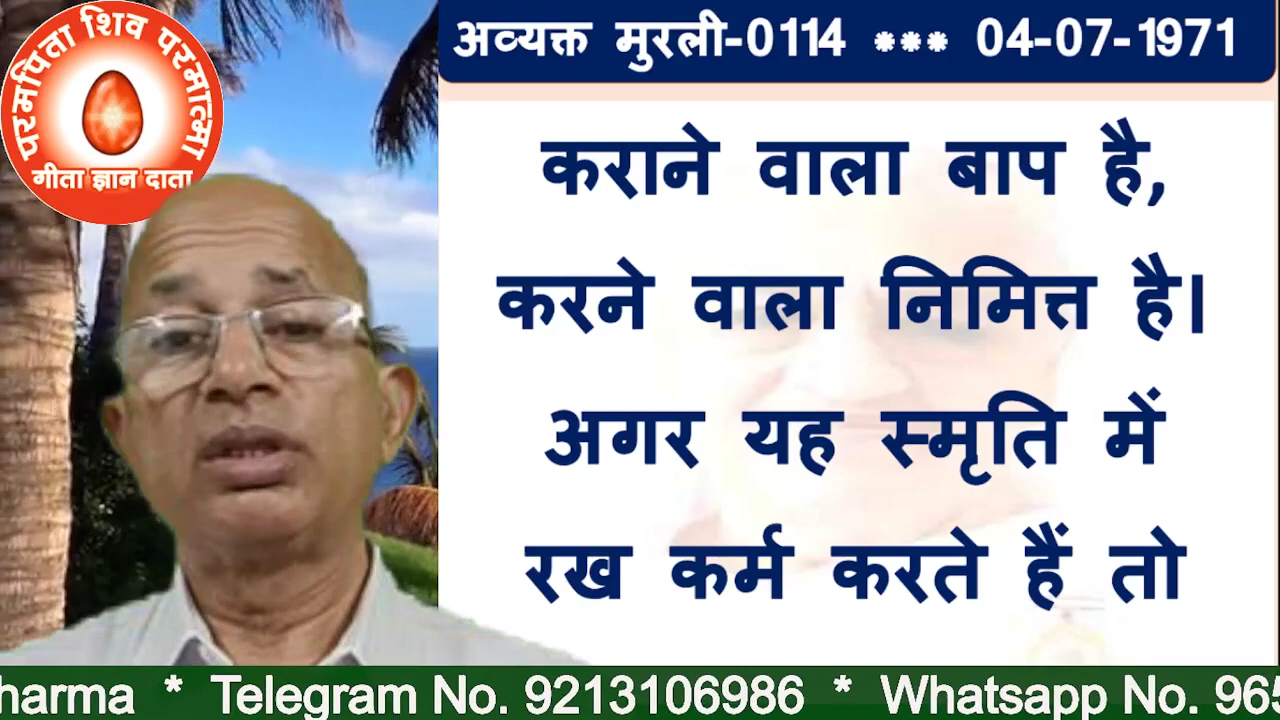 परमपिता शिव परमात्मा
गीता ज्ञान दाता
अव्यक्त मुरली-0114 *** 04-07-1971
कराने वाला बाप है,
करने वाला निमित्त है।
अगर यह स्मृति में
रख कर्म करते हैं तो
harma * Telegram No. 9213106986 * Whatsapp No. 965